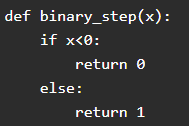 def binary_step(x):
    if x<0:
        return 0
    else:
        return 1